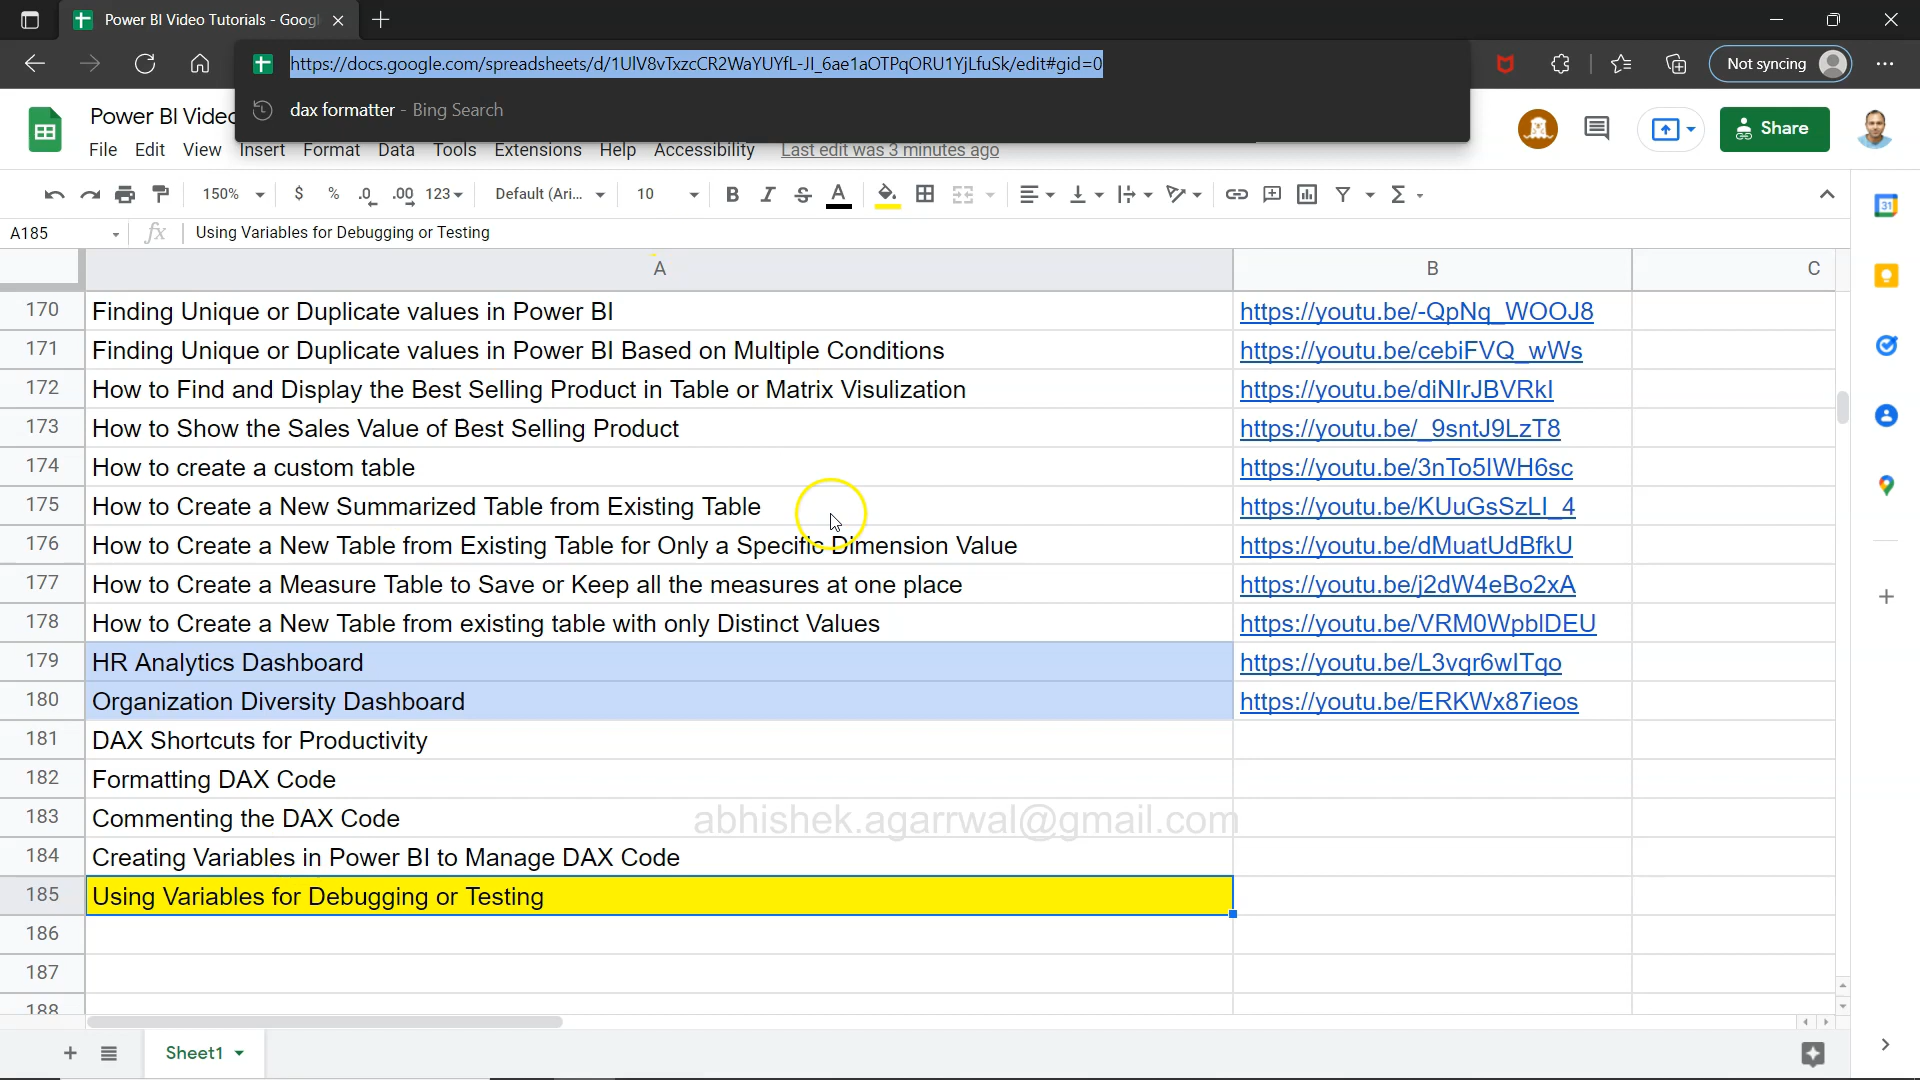 Power BI Video Tutorials - Googl
https://docs.google.com/spreadsheets/d/1UlV8vTxzcCR2WaYUYfL-JI_6ae1aOTPqORU1YjLfuSk/edit#gid=0
Not syncing
dax formatter - Bing Search
Power BI Videc
File Edit View Insert Format Data Tools Extensions Help Accessibility Last edit was 3 minutes ago
Share
150% $ % .0 .00 123 Default (Ari... 10 B I S A
31
A185 fx Using Variables for Debugging or Testing
A B C
170 Finding Unique or Duplicate values in Power BI https://youtu.be/-QpNq_WOOJ8
171 Finding Unique or Duplicate values in Power BI Based on Multiple Conditions https://youtu.be/cebiFVQ_wWs
172 How to Find and Display the Best Selling Product in Table or Matrix Visulization https://youtu.be/diNIrJBVRkI
173 How to Show the Sales Value of Best Selling Product https://youtu.be/_9sntJ9LzT8
174 How to create a custom table https://youtu.be/3nTo5IWH6sc
175 How to Create a New Summarized Table from Existing Table https://youtu.be/KUuGsSzLI_4
176 How to Create a New Table from Existing Table for Only a Specific Dimension Value https://youtu.be/dMuatUdBfkU
177 How to Create a Measure Table to Save or Keep all the measures at one place https://youtu.be/j2dW4eBo2xA
178 How to Create a New Table from existing table with only Distinct Values https://youtu.be/VRM0WpblDEU
179 HR Analytics Dashboard https://youtu.be/L3vqr6wITqo
180 Organization Diversity Dashboard https://youtu.be/ERKWx87ieos
181 DAX Shortcuts for Productivity
182 Formatting DAX Code
183 Commenting the DAX Code
abhishek.agarrwal@gmail.com
184 Creating Variables in Power BI to Manage DAX Code
185 Using Variables for Debugging or Testing
186
187
188
Sheet1